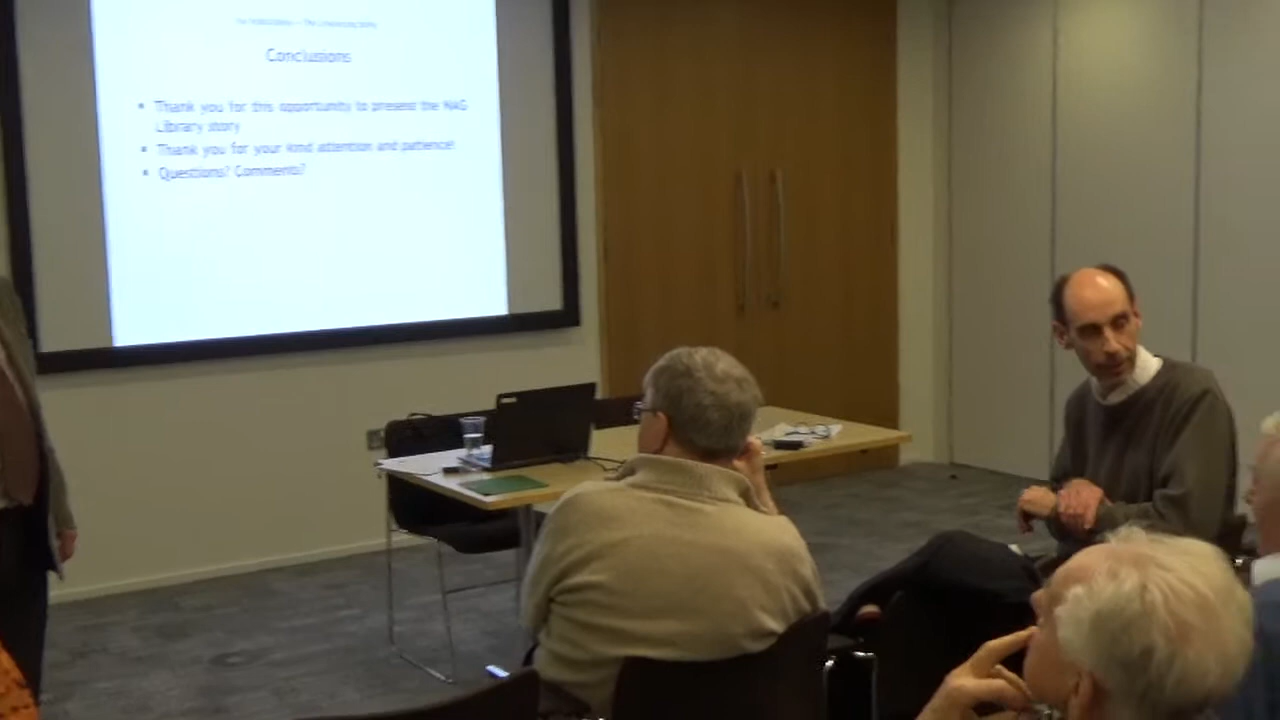 Conclusions
• Thank you for this opportunity to present the NAG
Library story
• Thank you for your kind attention and patience!
• Questions? Comments?